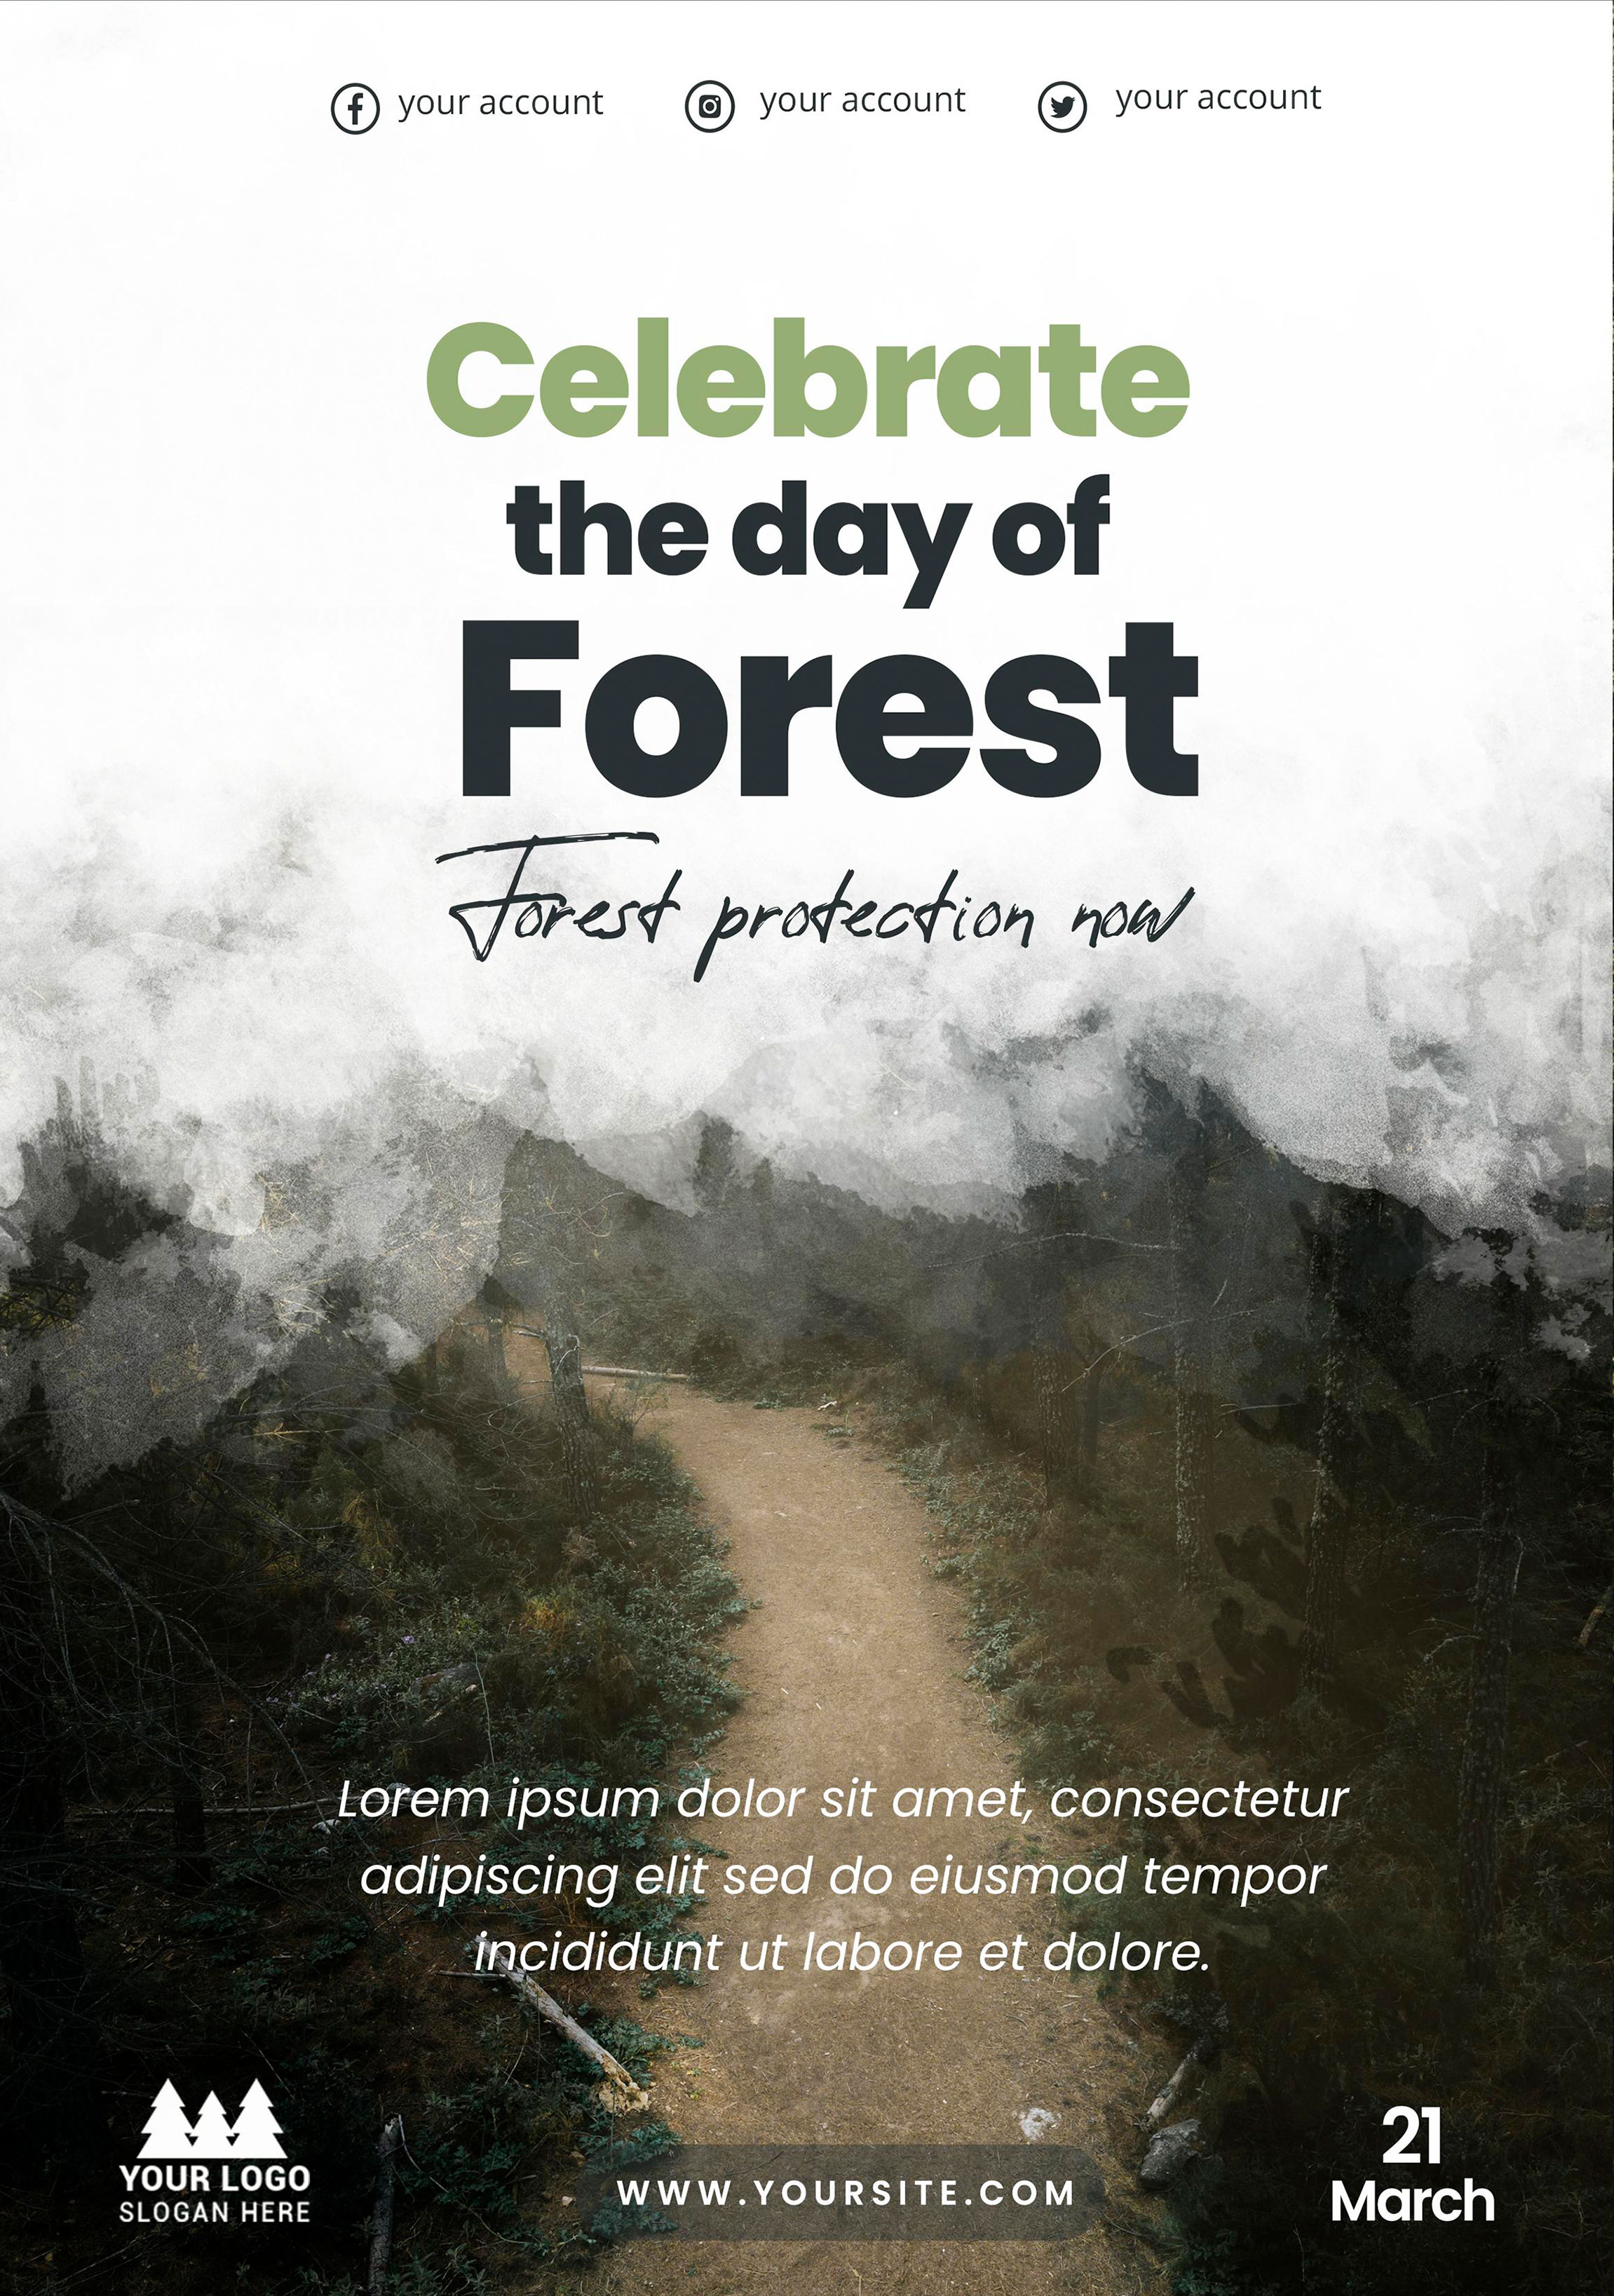 your account your account your account
Celebrate
the day of
Forest
Forest protection now
Lorem ipsum dolor sit amet, consectetur
adipiscing elit sed do eiusmod tempor
incididunt ut labore et dolore.
YOUR LOGO
SLOGAN HERE
WWW.YOURSITE.COM
21
March